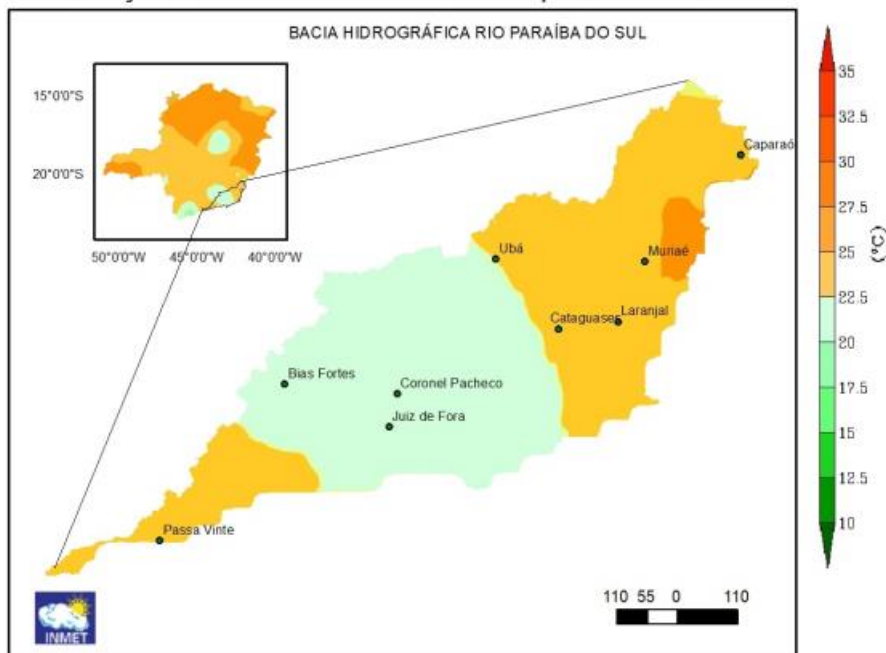 BACIA HIDROGRÁFICA RIO PARAÍBA DO SUL
15°0'0"S
20°0'0"S
50°0'0"W 45°0'0"W 40°0'0"W
Caparaó
Ubá
Muriaé
Cataguases
Laranjal
Bias Fortes
Coronel Pacheco
Juiz de Fora
Passa Vinte
110 55 0 110
INMET
35
30
27.5
25
22.5
20
17.5
15
12.5
10
(°C)